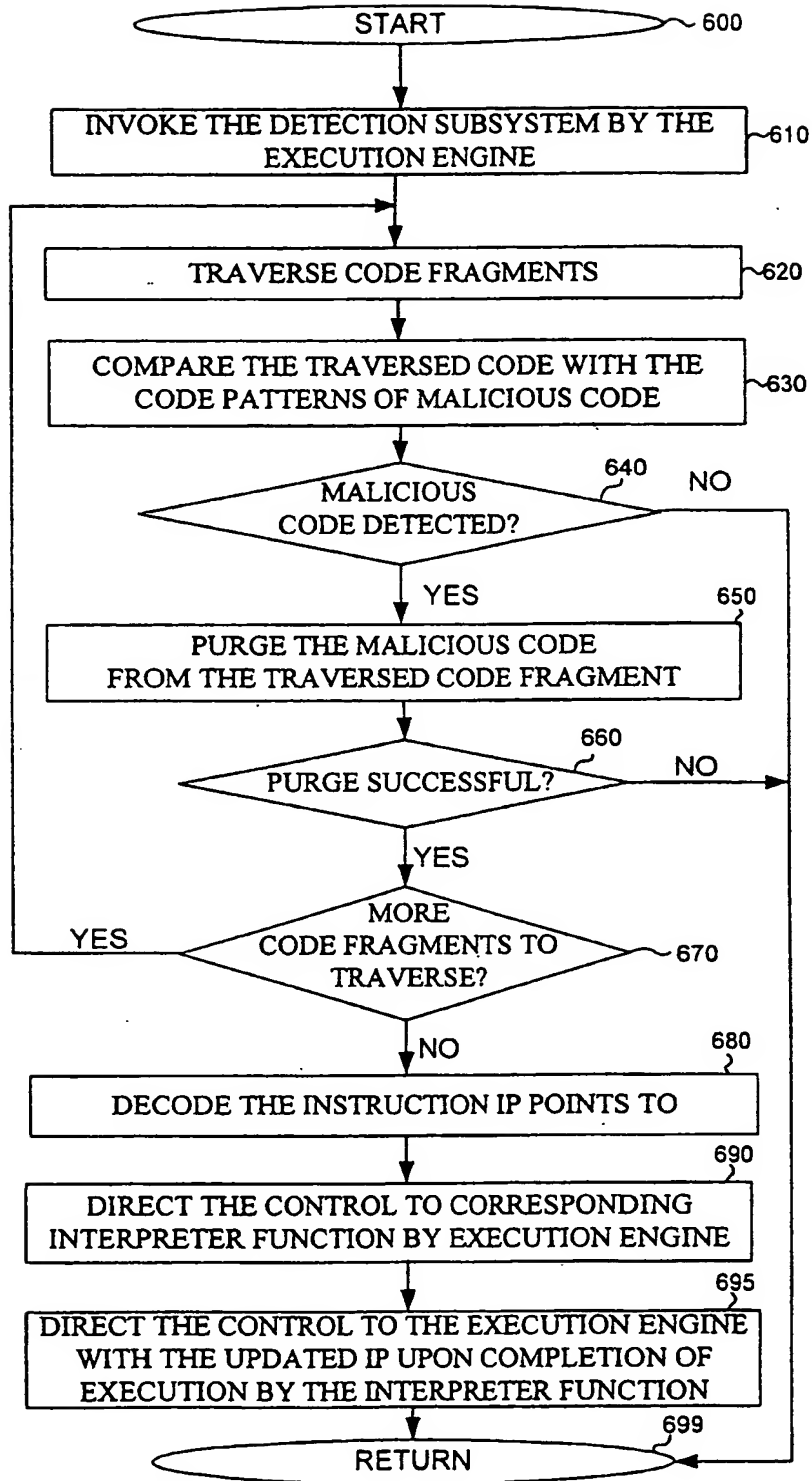 START
600
INVOKE THE DETECTION SUBSYSTEM BY THE
EXECUTION ENGINE
610
TRAVERSE CODE FRAGMENTS
620
COMPARE THE TRAVERSED CODE WITH THE
CODE PATTERNS OF MALICIOUS CODE
630
640
NO
MALICIOUS
CODE DETECTED?
YES
650
PURGE THE MALICIOUS CODE
FROM THE TRAVERSED CODE FRAGMENT
660
PURGE SUCCESSFUL?
NO
YES
MORE
CODE FRAGMENTS TO
TRAVERSE?
YES
670
NO
680
DECODE THE INSTRUCTION IP POINTS TO
690
DIRECT THE CONTROL TO CORRESPONDING
INTERPRETER FUNCTION BY EXECUTION ENGINE
695
DIRECT THE CONTROL TO THE EXECUTION ENGINE
WITH THE UPDATED IP UPON COMPLETION OF
EXECUTION BY THE INTERPRETER FUNCTION
699
RETURN